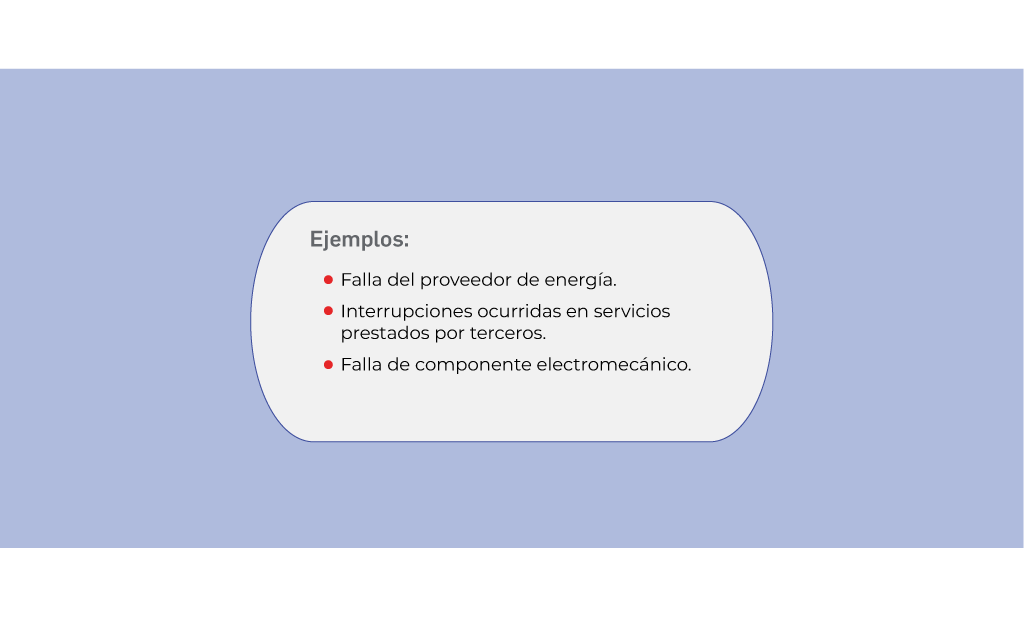 Ejemplos:
Falla del proveedor de energía.
Interrupciones ocurridas en servicios
prestados por terceros.
Falla de componente electromecánico.